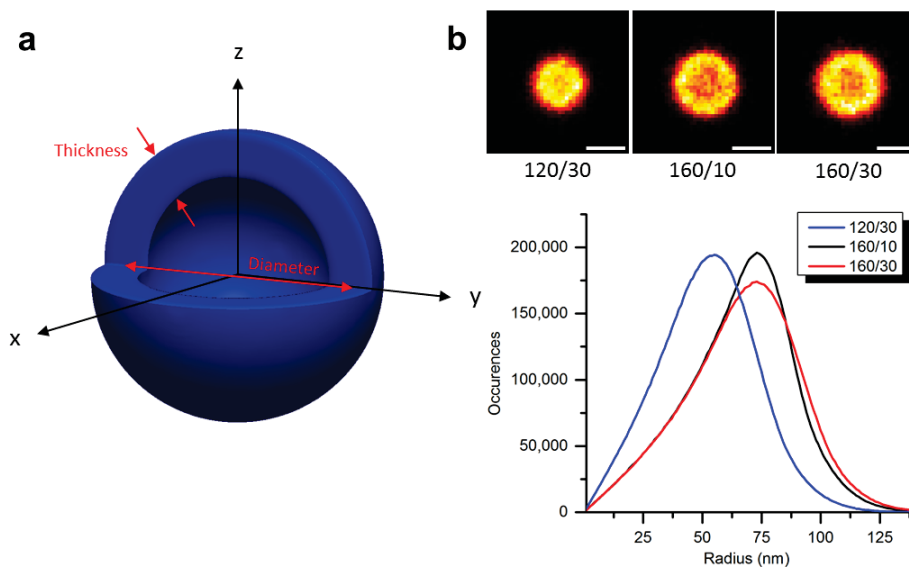 a
z
Thickness
Diameter
y
x
b
120/30
160/10
160/30
120/30
160/10
160/30
200,000
150,000
100,000
50,000
0
Occurences
25
50
75
100
125
Radius (nm)